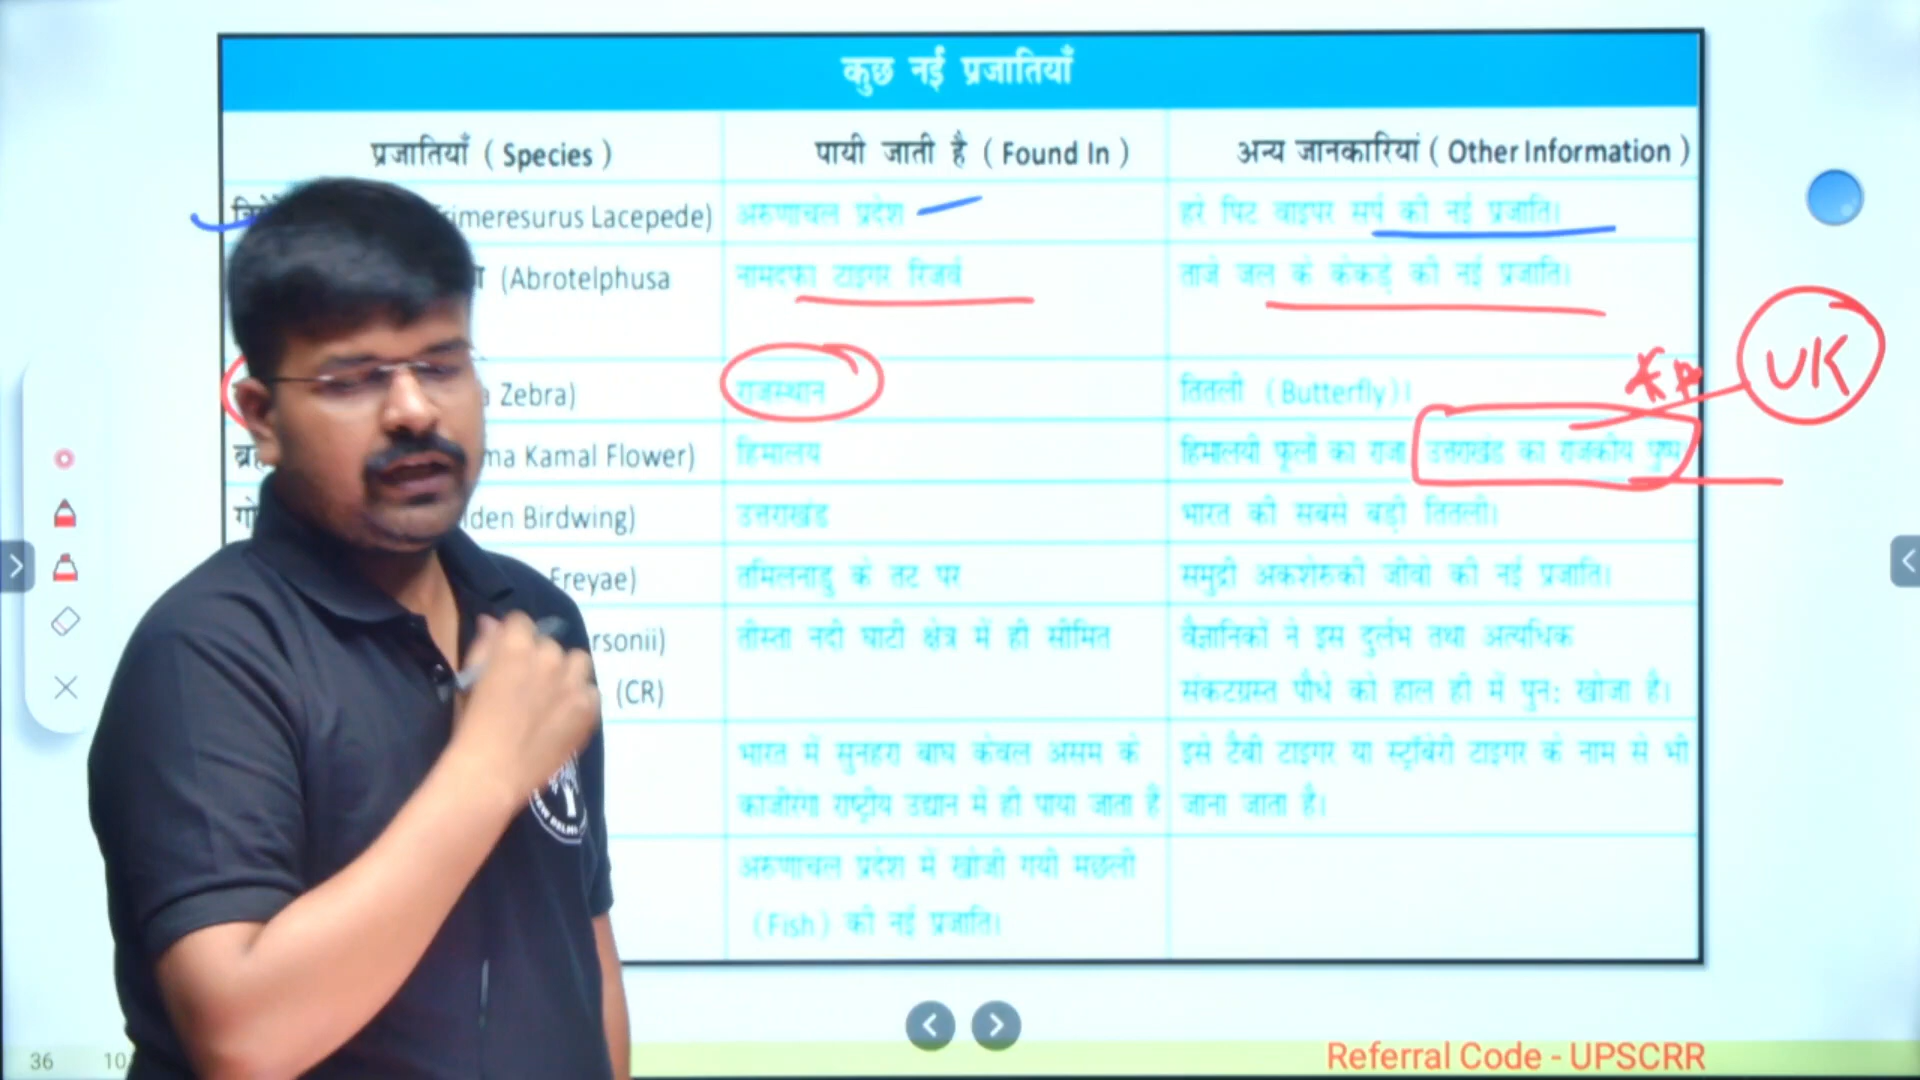 कुछ नई प्रजातियाँ
प्रजातियाँ ( Species ) पायी जाती है ( Found In ) अन्य जानकारियां ( Other Information )
Lacepede) अरुणाचल प्रदेश हरे पिट वाइपर सर्प की नई प्रजाति।
(Abrotelphusa नामदफा टाइगर रिजर्व ताजे जल के केकड़े की नई प्रजाति।
UK
Zebra) राजस्थान तितली (Butterfly)।
Kamal Flower) हिमालय हिमालयी फूलों का राजा उत्तराखंड का राजकीय पुष्प
Birdwing) उत्तराखंड भारत की सबसे बड़ी तितली।
Freyae) तमिलनाडु के तट पर समुद्री अकशेरुकी जीवों की नई प्रजाति।
तीस्ता नदी घाटी क्षेत्र में ही सीमित वैज्ञानिकों ने इस दुर्लभ तथा अत्यधिक
(CR) संकटग्रस्त पौधे को हाल ही में पुन: खोजा है।
भारत में सुनहरा बाघ केवल असम के इसे टैबी टाइगर या स्ट्रॉबेरी टाइगर के नाम से भी
काजीरंगा राष्ट्रीय उद्यान में ही पाया जाता है जाना जाता है।
अरुणाचल प्रदेश में खोजी गयी मछली
(Fish) की नई प्रजाति।
36 Referral Code - UPSCRR